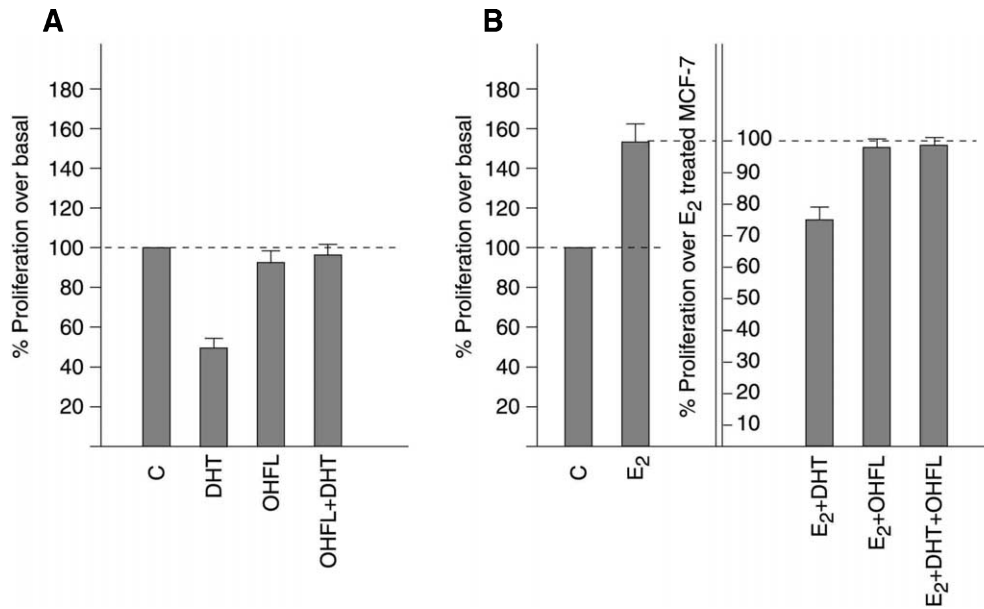 A
% Proliferation over basal
180
160
140
120
100
80
60
40
20
C
DHT
OHFL
OHFL+DHT
B
% Proliferation over basal
180
160
140
120
100
80
60
40
20
C
E2
% Proliferation over E2 treated MCF-7
100
90
80
70
60
50
40
30
20
10
E2+DHT
E2+OHFL
E2+DHT+OHFL